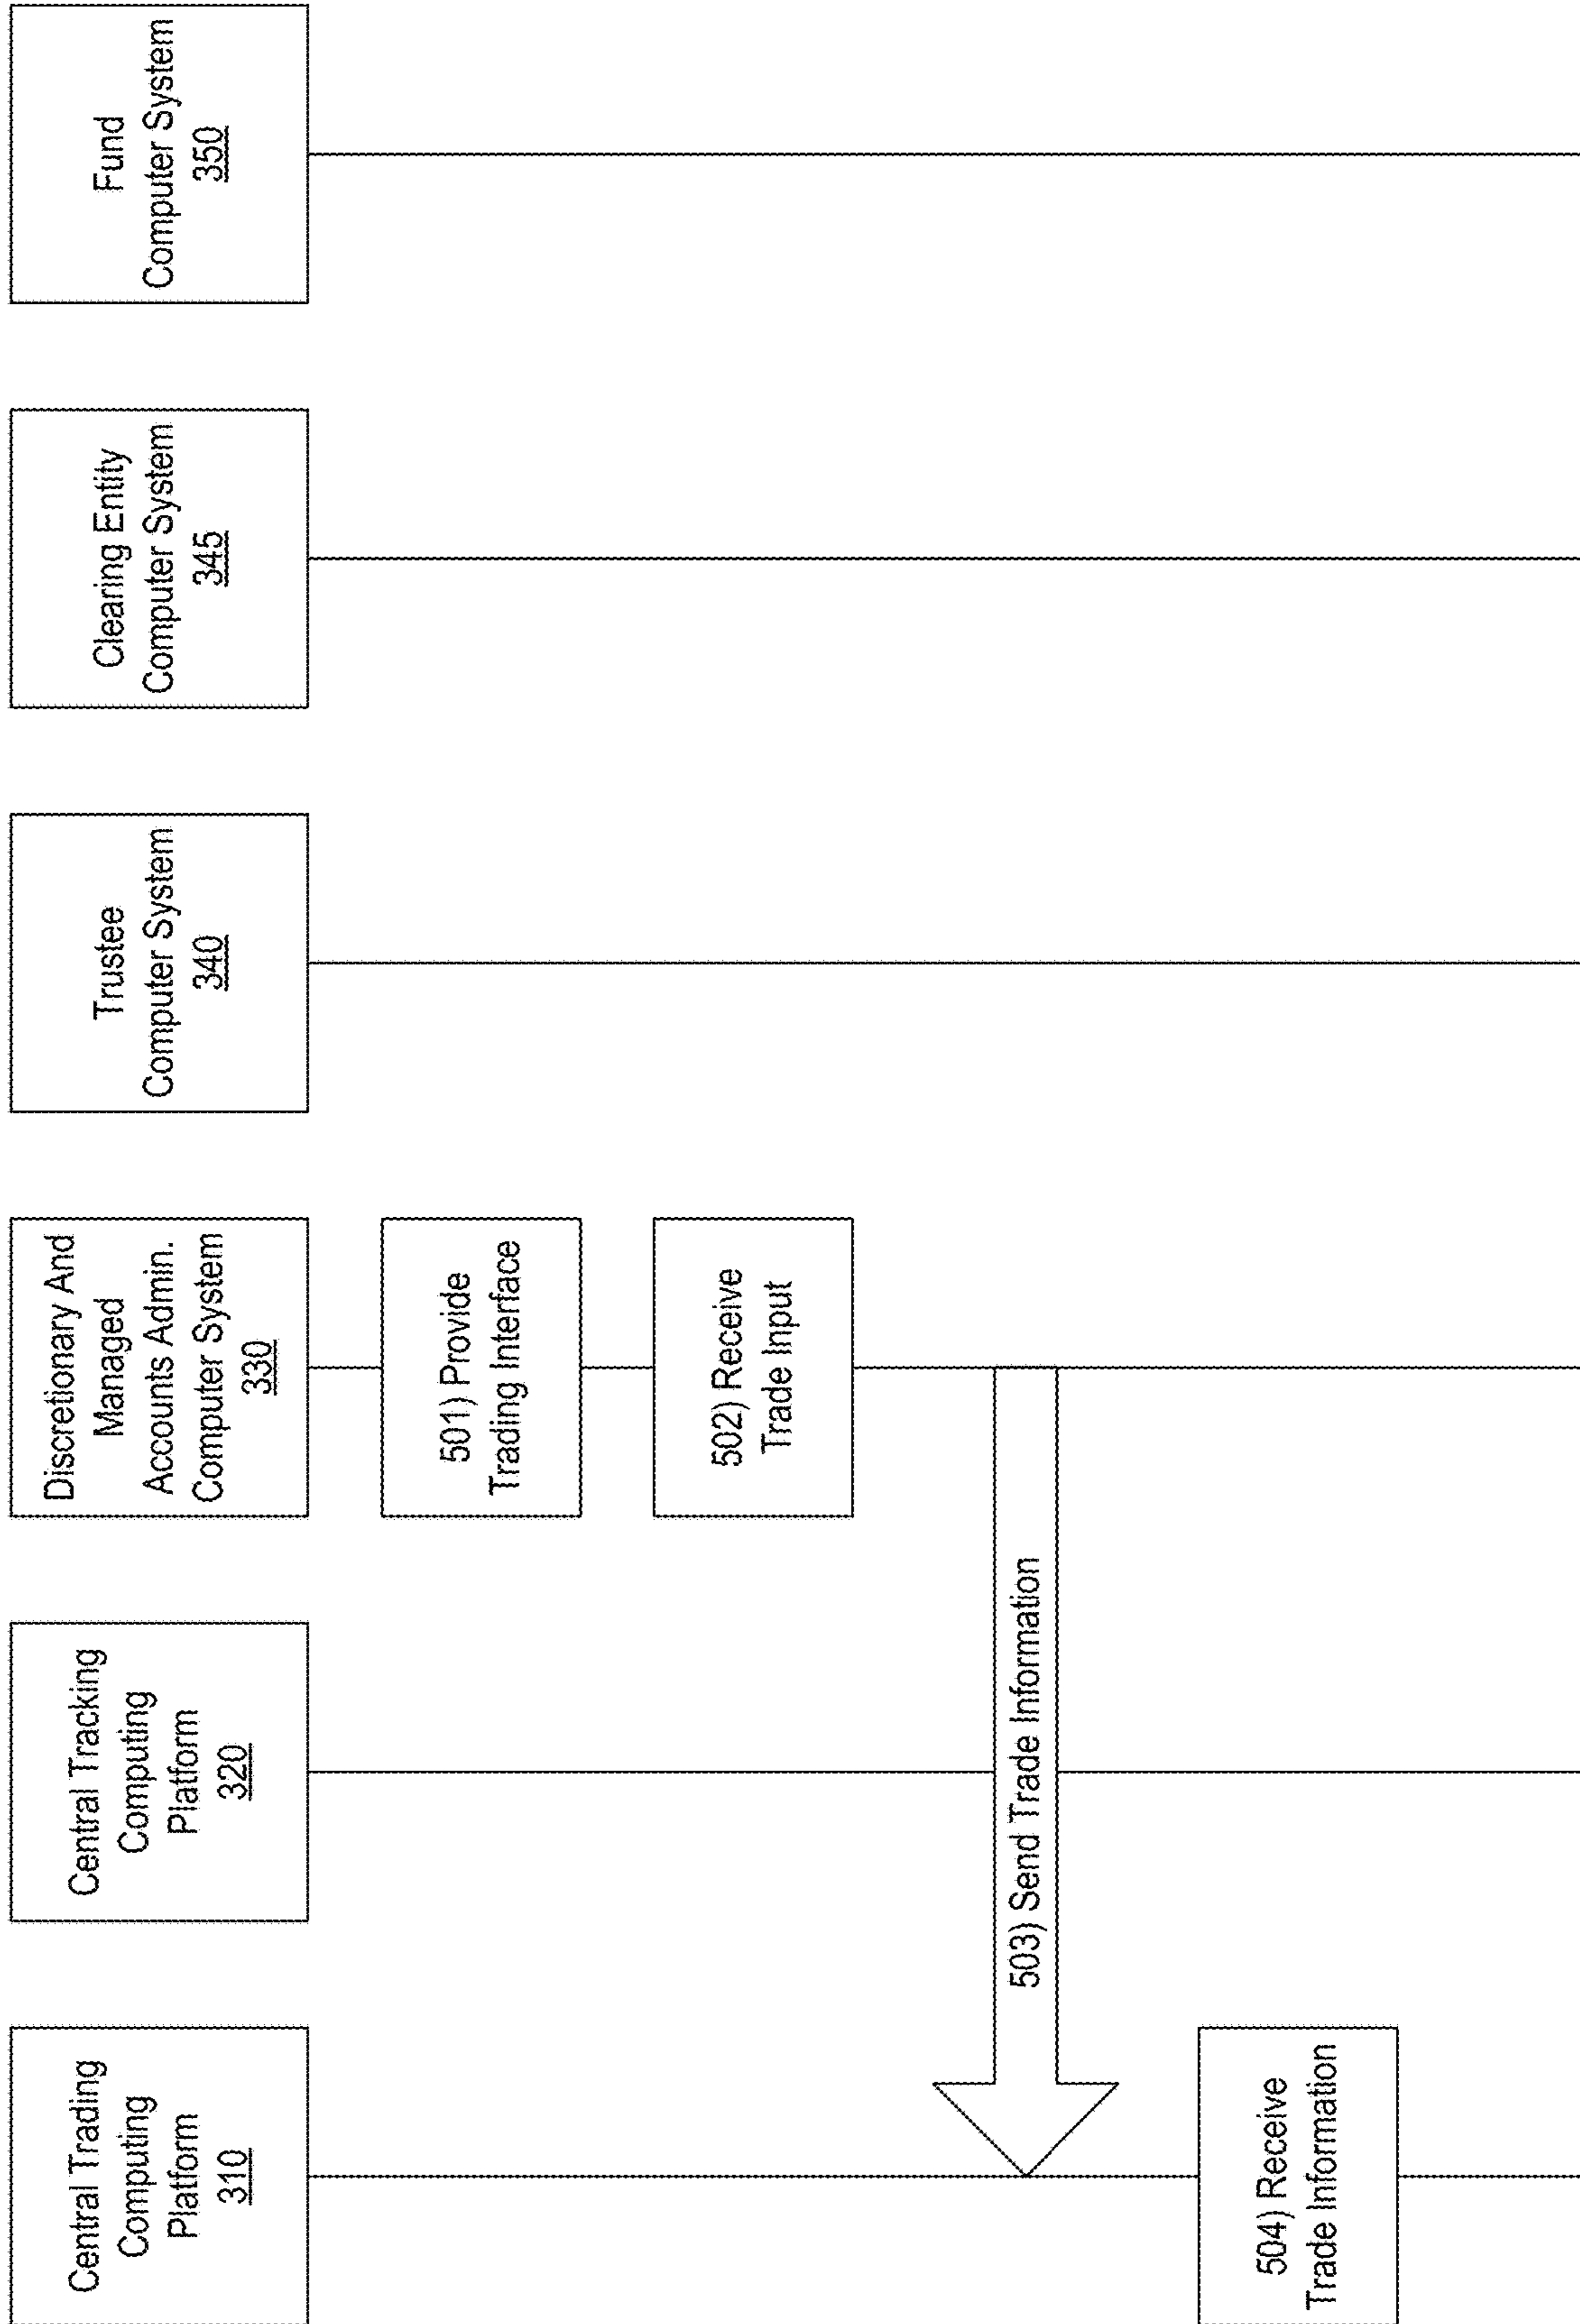 Central Trading
Computing
Platform
310
Central Tracking
Computing
Platform
320
Discretionary And
Managed
Accounts Admin.
Computer System
330
Trustee
Computer System
340
Clearing Entity
Computer System
345
Fund
Computer System
350
501) Provide
Trading Interface
502) Receive
Trade Input
503) Send Trade Information
504) Receive
Trade Information